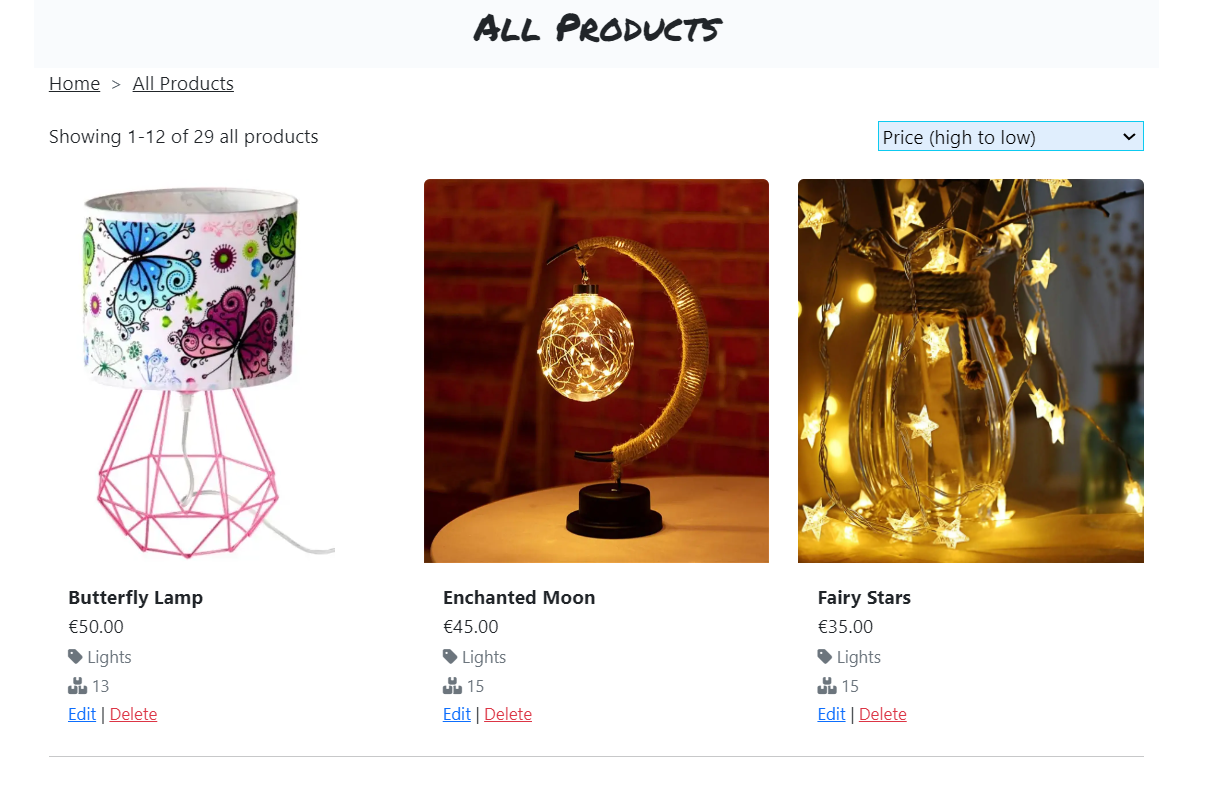 All Products
Home > All Products
Showing 1-12 of 29 all products
Price (high to low)
Butterfly Lamp
€50.00
Lights
13
Edit | Delete
Enchanted Moon
€45.00
Lights
15
Edit | Delete
Fairy Stars
€35.00
Lights
15
Edit | Delete